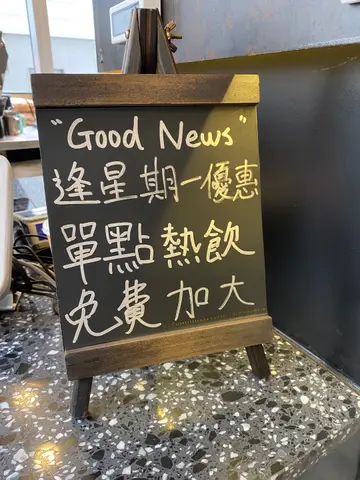 "Good News"
逢星期一優惠
單點熱飲
免費加大